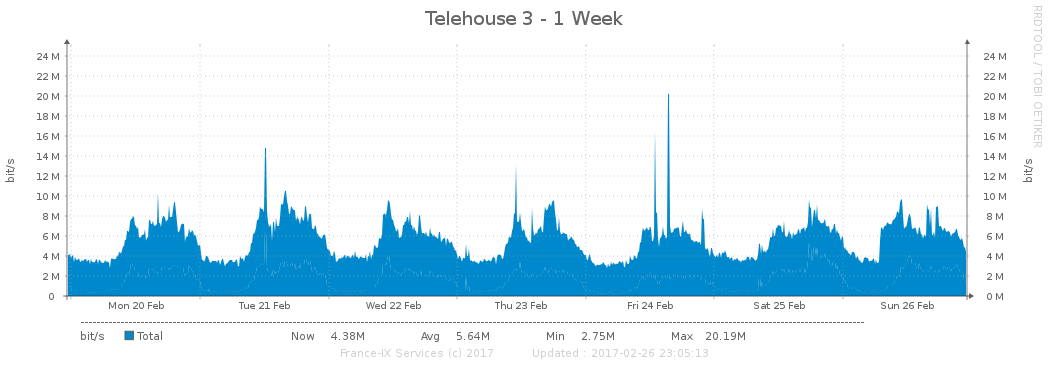 Telehouse 3 - 1 Week
RRDTOOL / TOBI OETIKER
bit/s
24 M
22 M
20 M
18 M
16 M
14 M
12 M
10 M
8 M
6 M
4 M
2 M
0
24 M
22 M
20 M
18 M
16 M
14 M
12 M
10 M
8 M
6 M
4 M
2 M
0 M
bit/s
Mon 20 Feb Tue 21 Feb Wed 22 Feb Thu 23 Feb Fri 24 Feb Sat 25 Feb Sun 26 Feb
bit/s Total Now 4.38M Avg 5.64M Min 2.75M Max 20.19M
France-IX Services (c) 2017 Updated : 2017-02-26 23:05:13